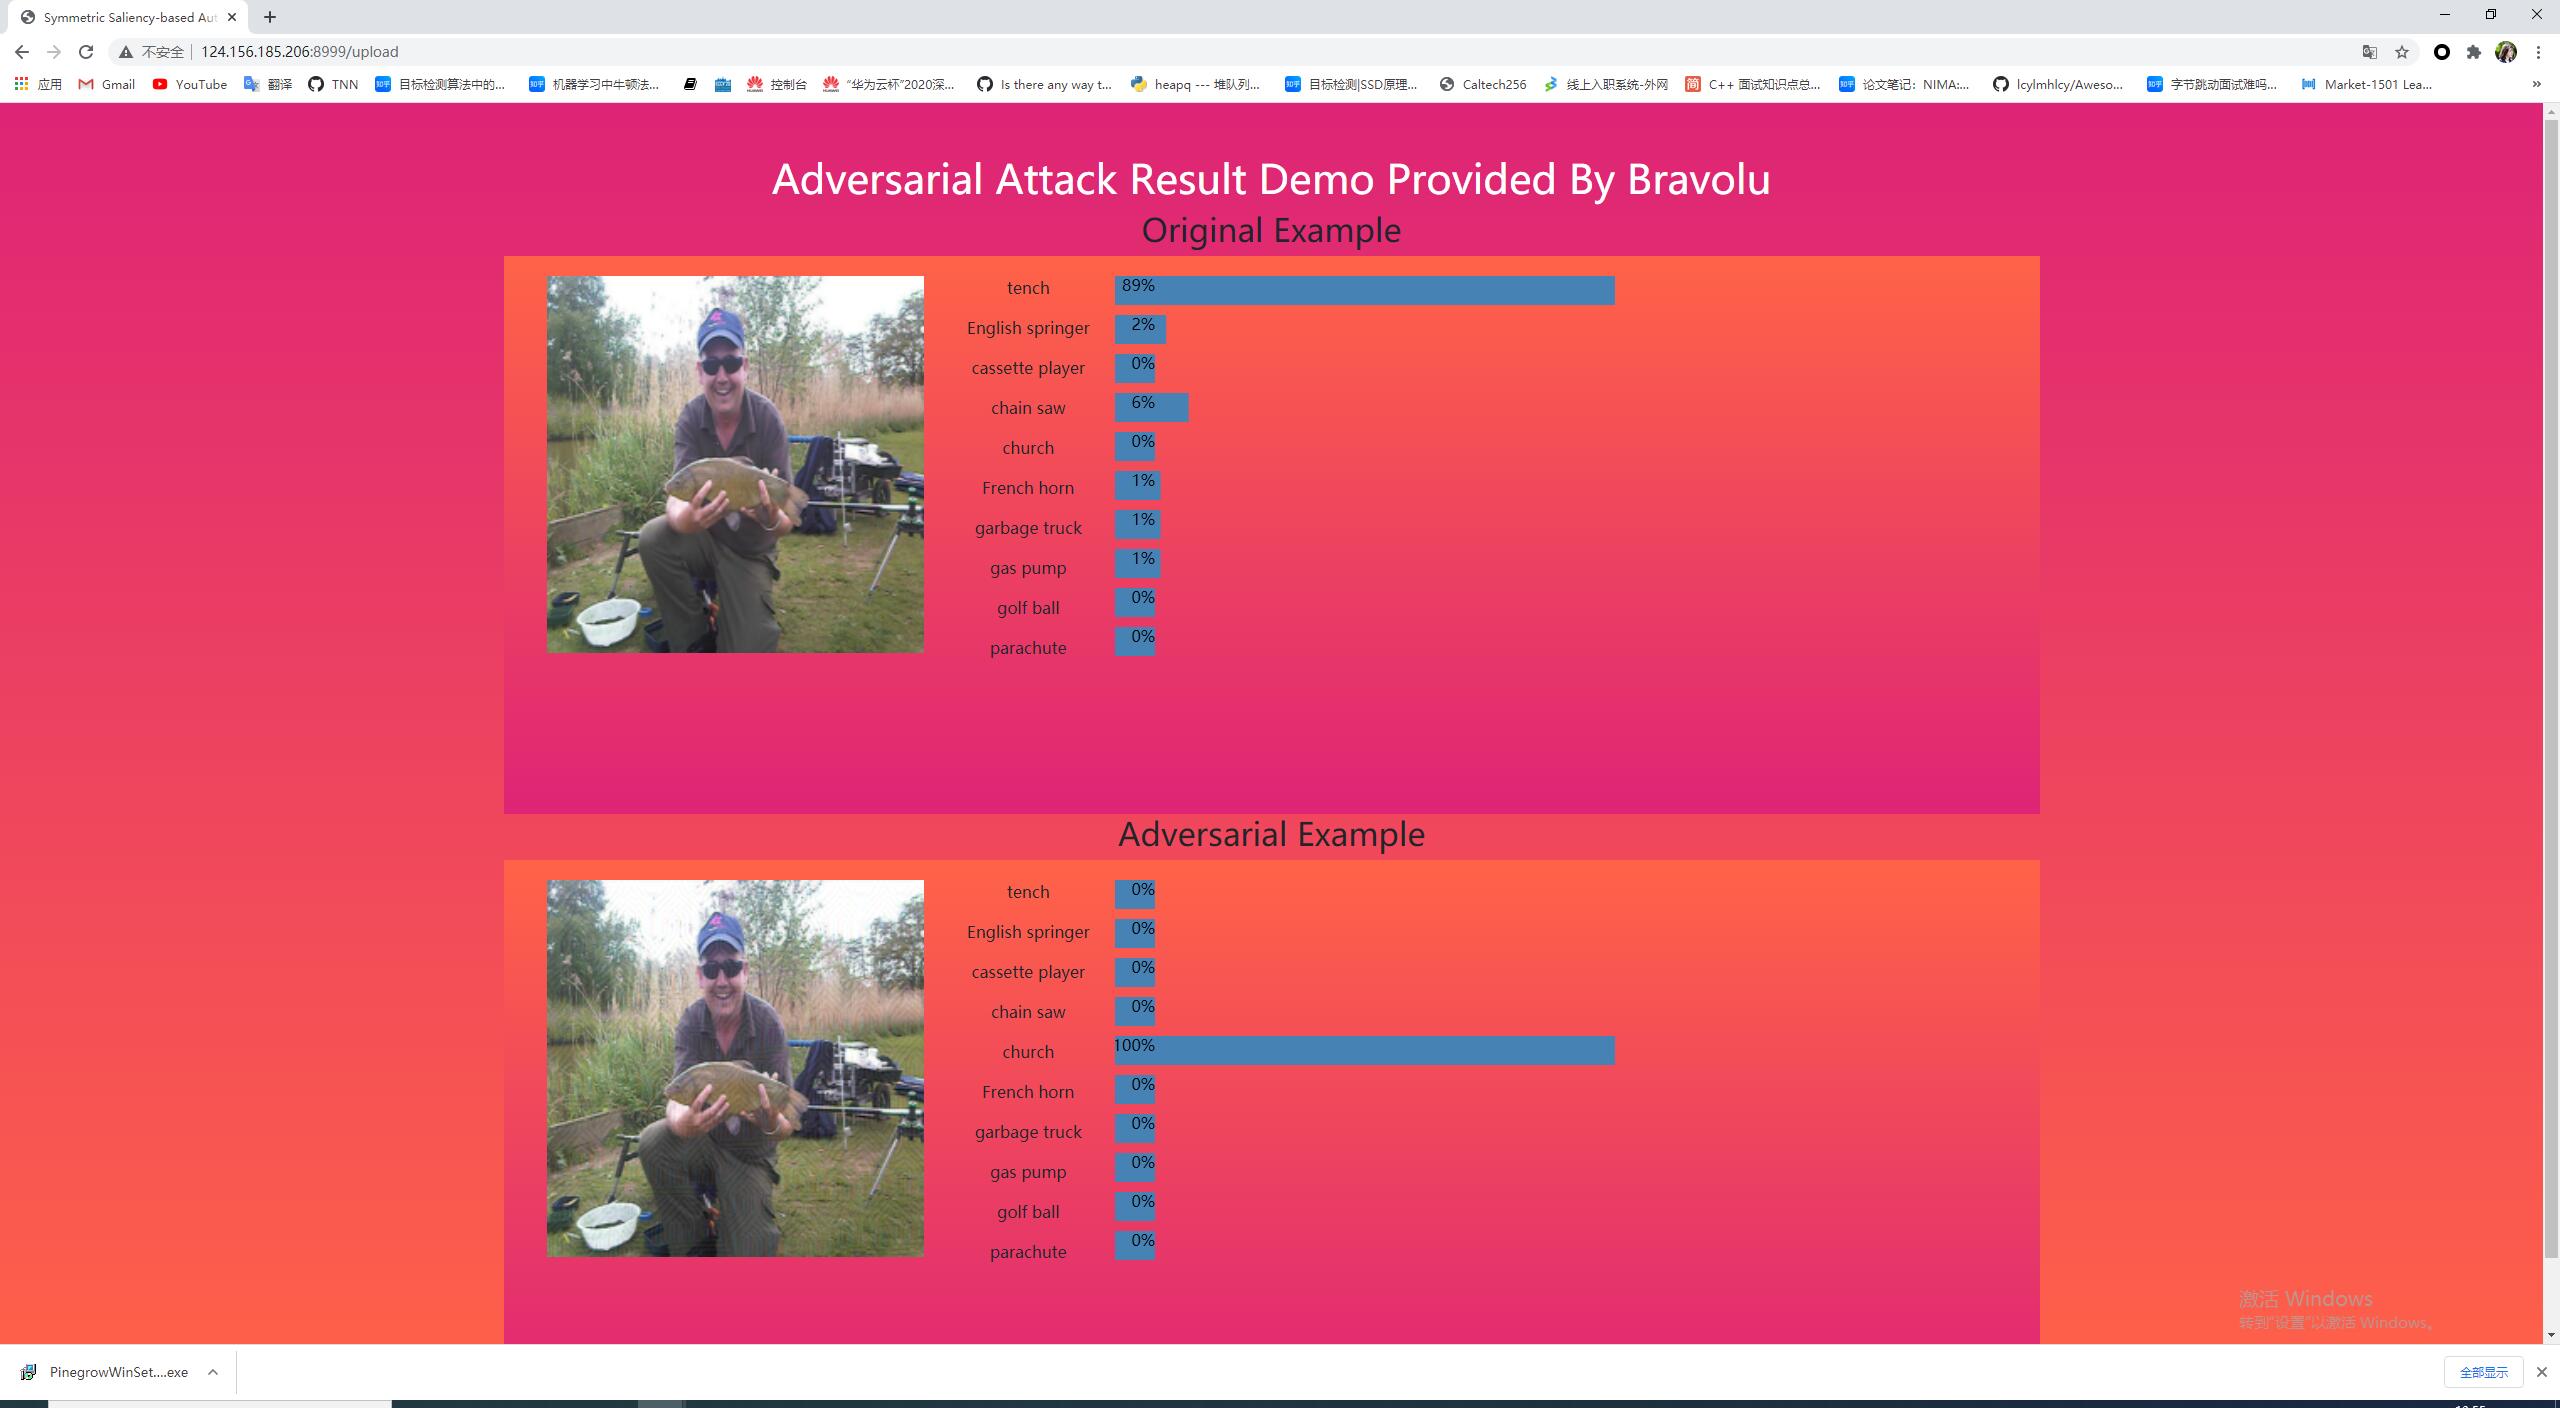 Symmetric Saliency-based Aut
不安全 124.156.185.206:8999/upload
应用 Gmail YouTube 翻译 TNN 目标检测算法中的... 机器学习中牛顿法... 控制台 “华为云杯”2020深... Is there any way t... heapq --- 堆队列... 目标检测|SSD原理... Caltech256 线上入职系统-外网 C++ 面试知识点总... 论文笔记：NIMA:... lcylmhlcy/Aweso... 字节跳动面试难吗... Market-1501 Lea...
Adversarial Attack Result Demo Provided By Bravolu
Original Example
tench 89%
English springer 2%
cassette player 0%
chain saw 6%
church 0%
French horn 1%
garbage truck 1%
gas pump 1%
golf ball 0%
parachute 0%
Adversarial Example
tench 0%
English springer 0%
cassette player 0%
chain saw 0%
church 100%
French horn 0%
garbage truck 0%
gas pump 0%
golf ball 0%
parachute 0%
激活 Windows
转到“设置”以激活 Windows。
PinegrowWinSet....exe
全部显示